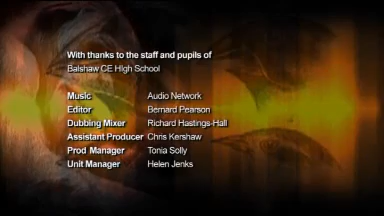 With thanks to the staff and pupils of
Balshaw CE HIgh School
Music Audio Network
Editor Bernard Pearson
Dubbing Mixer Richard Hastings-Hall
Assistant Producer Chris Kershaw
Prod Manager Tonia Solly
Unit Manager Helen Jenks